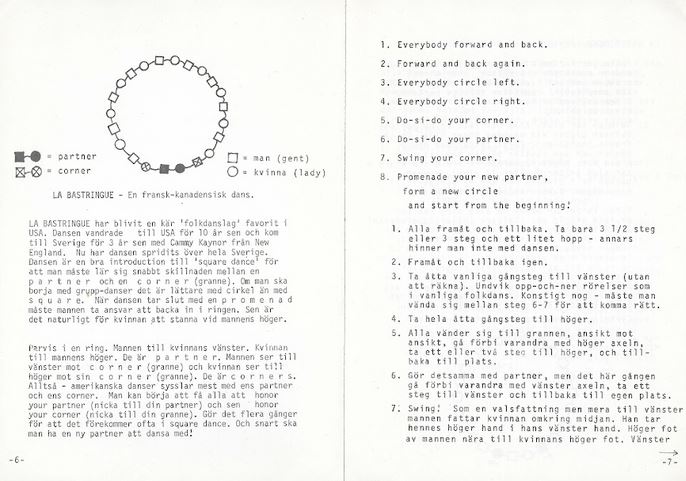 = partner
= corner
= man (gent)
= kvinna (lady)
LA BASTRINGUE - En fransk-kanadensisk dans.
LA BASTRINGUE har blivit en kär 'folkdanslag' favorit i
USA. Dansen vandrade till USA för 10 år sen och kom
till Sverige för 3 år sen med Cammy Kaynor från New
England. Nu har dansen spridits över hela Sverige.
Dansen är en bra introduction till 'square dance' för
att man måste lär sig snabbt skillnaden mellan en
p a r t n e r och en c o r n e r (granne). Om man ska
borja med grupp-danser det är lättare med cirkel än med
s q u a r e. När dansen tar slut med en p r o m e n a d
måste mannen ta ansvar att backa in i ringen. Sen är
det naturligt för kvinnan att stanna vid mannens höger.
Parvis i en ring. Mannen till kvinnans vänster. Kvinnan
till mannens höger. De är p a r t n e r. Mannen ser till
vänster mot c o r n e r (granne) och kvinnan ser till
höger mot sin c o r n e r (granne). De är c o r n e r s.
Alltså - amerikanska danser sysslar mest med ens partner
och ens corner. Man kan börja att få alla att honor
your partner (nicka till din partner) och sen honor
your corner (nicka till din granne). Gör det flera gånger
för att det förekommer ofta i square dance. Och snart ska
man ha en ny partner att dansa med!
-6-
1. Everybody forward and back.
2. Forward and back again.
3. Everybody circle left.
4. Everybody circle right.
5. Do-si-do your corner.
6. Do-si-do your partner.
7. Swing your corner.
8. Promenade your new partner,
form a new circle
and start from the beginning!
1. Alla framåt och tillbaka. Ta bara 3 1/2 steg
eller 3 steg och ett litet hopp - annars
hinner man inte med dansen.
2. Framåt och tillbaka igen.
3. Ta åtta vanliga gångsteg till vänster (utan
att räkna). Undvik opp-och-ner rörelser som
i vanliga folkdans. Konstigt nog - måste man
vända sig mellan steg 6-7 för att komma rätt.
4. Ta hela åtta gångsteg till höger.
5. Alla vänder sig till grannen, ansikt mot
ansikt, gå förbi varandra med höger axeln,
ta ett eller två steg till höger, och till-
baka till plats.
6. Gör detsamma med partner, men det här gången
gå förbi varandra med vänster axeln, ta ett
steg till vänster och tillbaka till egen plats.
7. Swing! Som en valsfattning men mera till vänster
mannen fattar kvinnan omkring midjan. Han tar
hennes höger hand i hans vänster hand. Höger fot
av mannen nära till kvinnans höger fot. Vänster
-7-